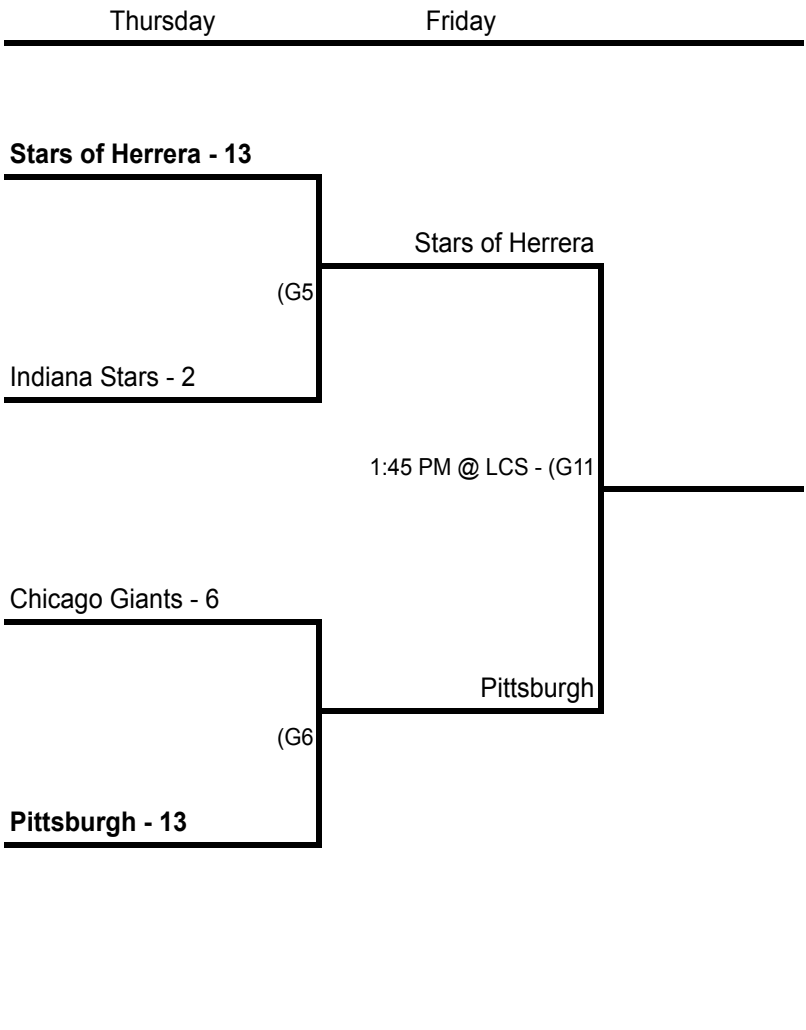 Thursday Friday
Stars of Herrera - 13
Stars of Herrera
(G5
Indiana Stars - 2
1:45 PM @ LCS - (G11
Chicago Giants - 6
Pittsburgh
(G6
Pittsburgh - 13